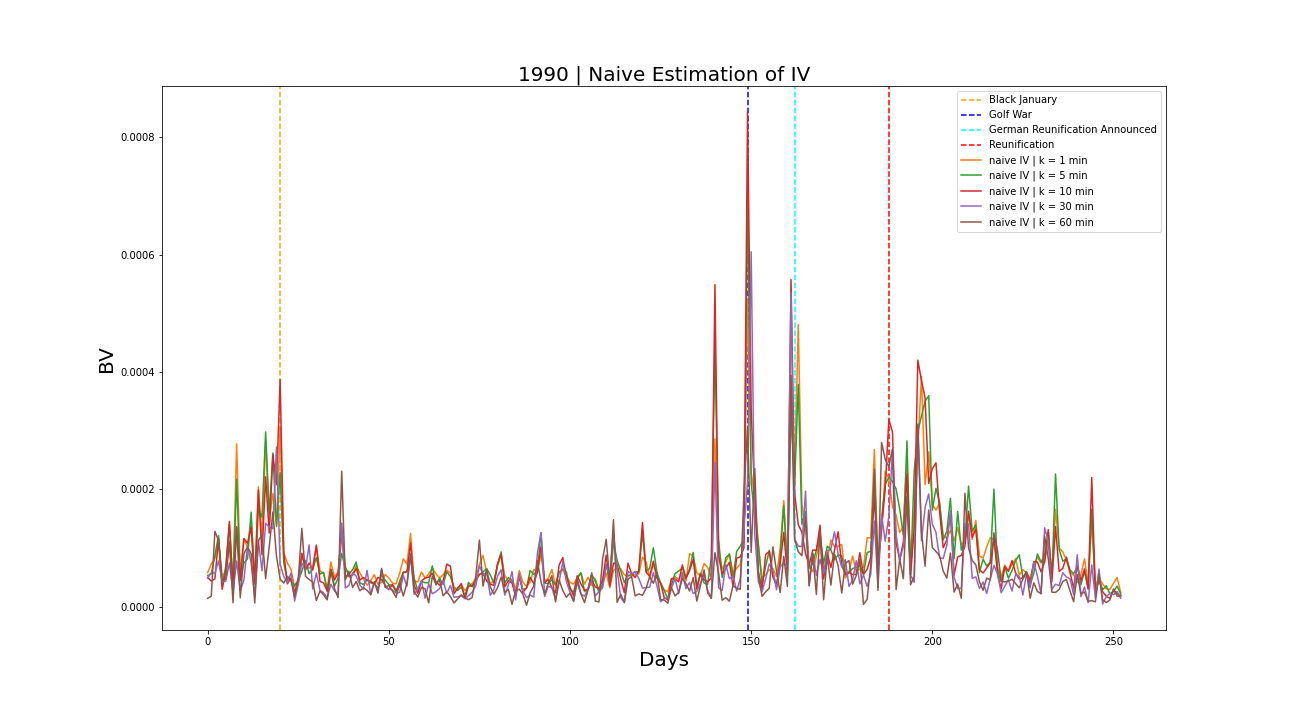 1990 | Naive Estimation of IV
BV
0.0008
0.0006
0.0004
0.0002
0.0000
Black January
Golf War
German Reunification Announced
Reunification
naive IV | k = 1 min
naive IV | k = 5 min
naive IV | k = 10 min
naive IV | k = 30 min
naive IV | k = 60 min
0 50 100 150 200 250
Days